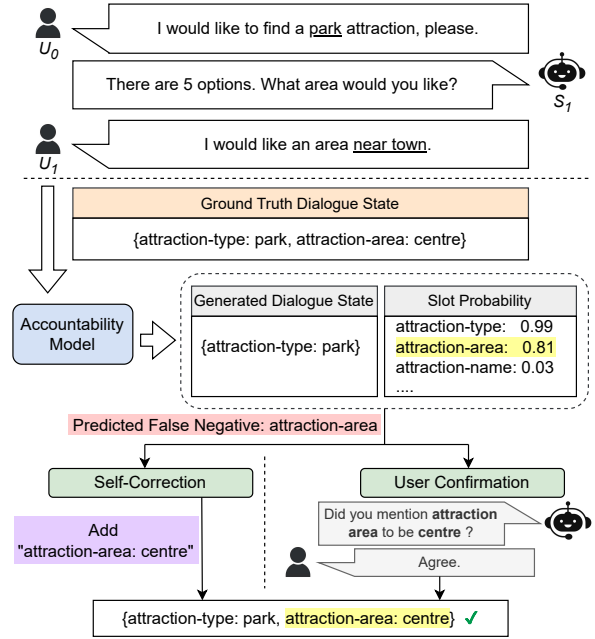 I would like to find a park attraction, please.
U0
There are 5 options. What area would you like?
S1
I would like an area near town.
U1
Ground Truth Dialogue State
{attraction-type: park, attraction-area: centre}
Accountability
Model
Generated Dialogue State
{attraction-type: park}
Slot Probability
attraction-type: 0.99
attraction-area: 0.81
attraction-name: 0.03
....
Predicted False Negative: attraction-area
Self-Correction
User Confirmation
Add
"attraction-area: centre"
Did you mention attraction
area to be centre ?
Agree.
{attraction-type: park, attraction-area: centre} ✓